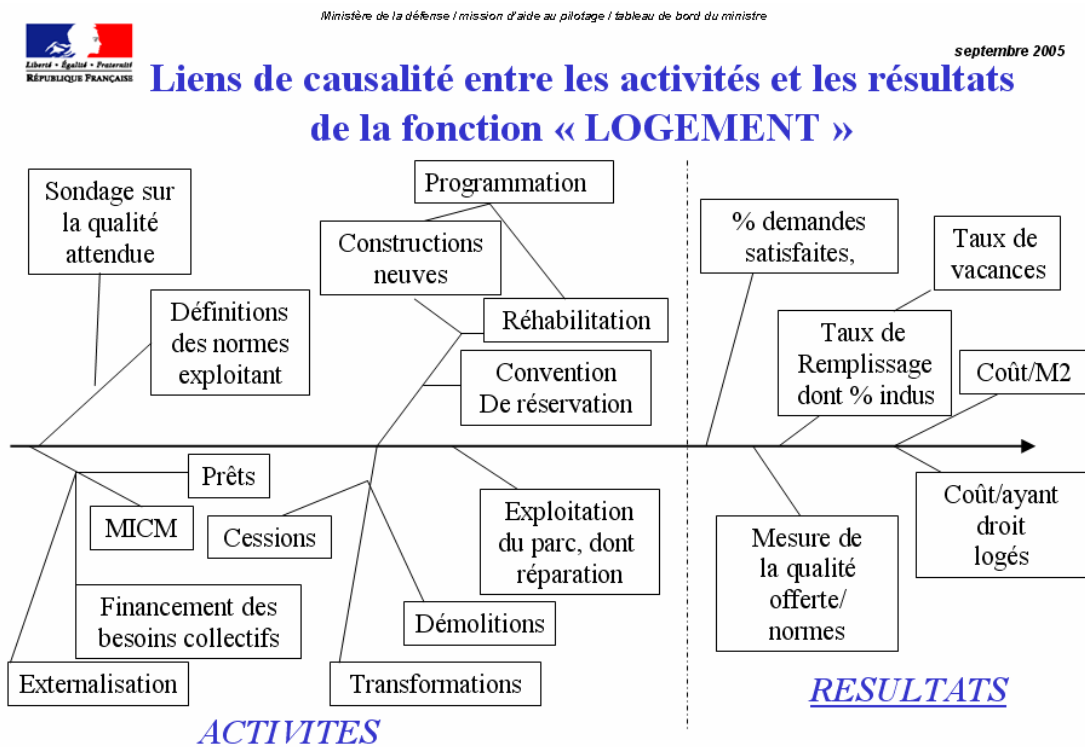 Ministère de la défense / mission d'aide au pilotage / tableau de bord du ministre
Liberté • Égalité • Fraternité
RÉPUBLIQUE FRANÇAISE
septembre 2005
Liens de causalité entre les activités et les résultats
de la fonction « LOGEMENT »
Sondage sur
la qualité
attendue
Définitions
des normes
exploitant
Programmation
Constructions
neuves
Réhabilitation
Convention
De réservation
% demandes
satisfaites,
Taux de
vacances
Taux de
Remplissage
dont % indus
Coût/M2
Prêts
MICM
Cessions
Financement des
besoins collectifs
Externalisation
Exploitation
du parc, dont
réparation
Démolitions
Transformations
Mesure de
la qualité
offerte/
normes
Coût/ayant
droit
logés
ACTIVITES
RESULTATS